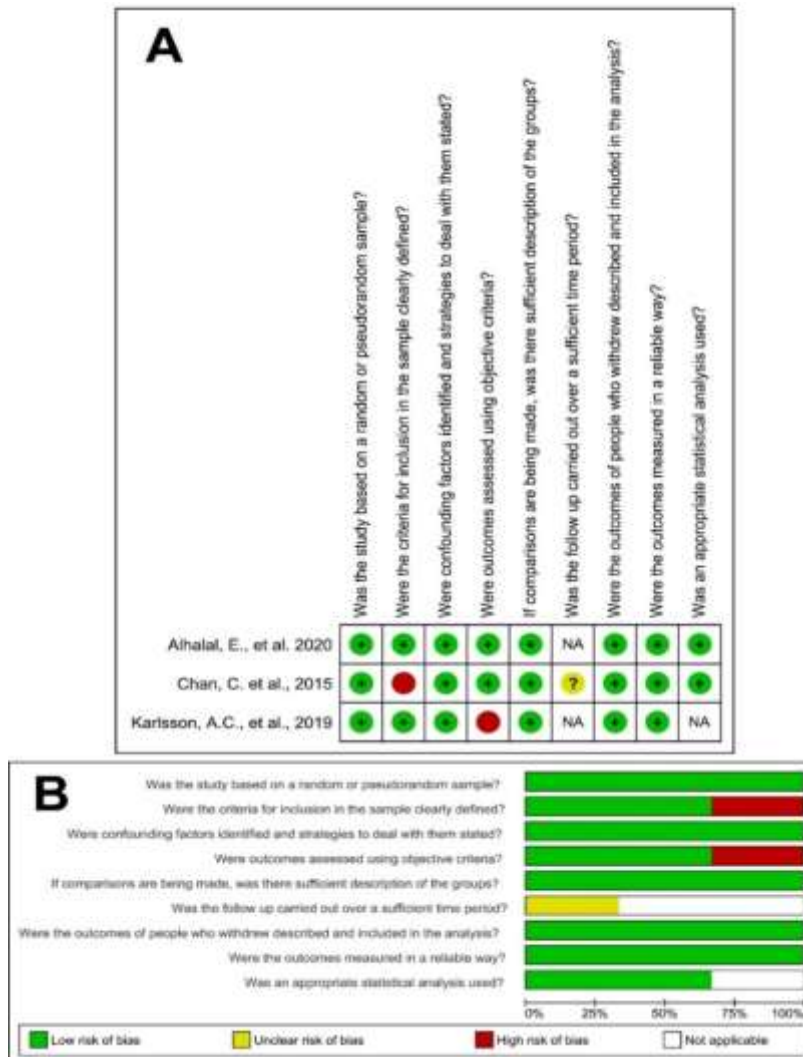 A
Was the study based on a random or pseudorandom sample?
Were the criteria for inclusion in the sample clearly defined?
Were confounding factors identified and strategies to deal with them stated?
Were outcomes assessed using objective criteria?
If comparisons are being made, was there sufficient description of the groups?
Was the follow up carried out over a sufficient time period?
Were the outcomes of people who withdrew described and included in the analysis?
Were the outcomes measured in a reliable way?
Was an appropriate statistical analysis used?
Alhalal, E., et al. 2020 + + + + + NA + + +
Chan, C. et al., 2015 + + + + ? + + +
Karlsson, A.C., et al., 2019 + + + + NA + + NA
B
Was the study based on a random or pseudorandom sample?
Were the criteria for inclusion in the sample clearly defined?
Were confounding factors identified and strategies to deal with them stated?
Were outcomes assessed using objective criteria?
If comparisons are being made, was there sufficient description of the groups?
Was the follow up carried out over a sufficient time period?
Were the outcomes of people who withdrew described and included in the analysis?
Were the outcomes measured in a reliable way?
Was an appropriate statistical analysis used?
0% 25% 50% 75% 100%
Low risk of bias Unclear risk of bias High risk of bias Not applicable